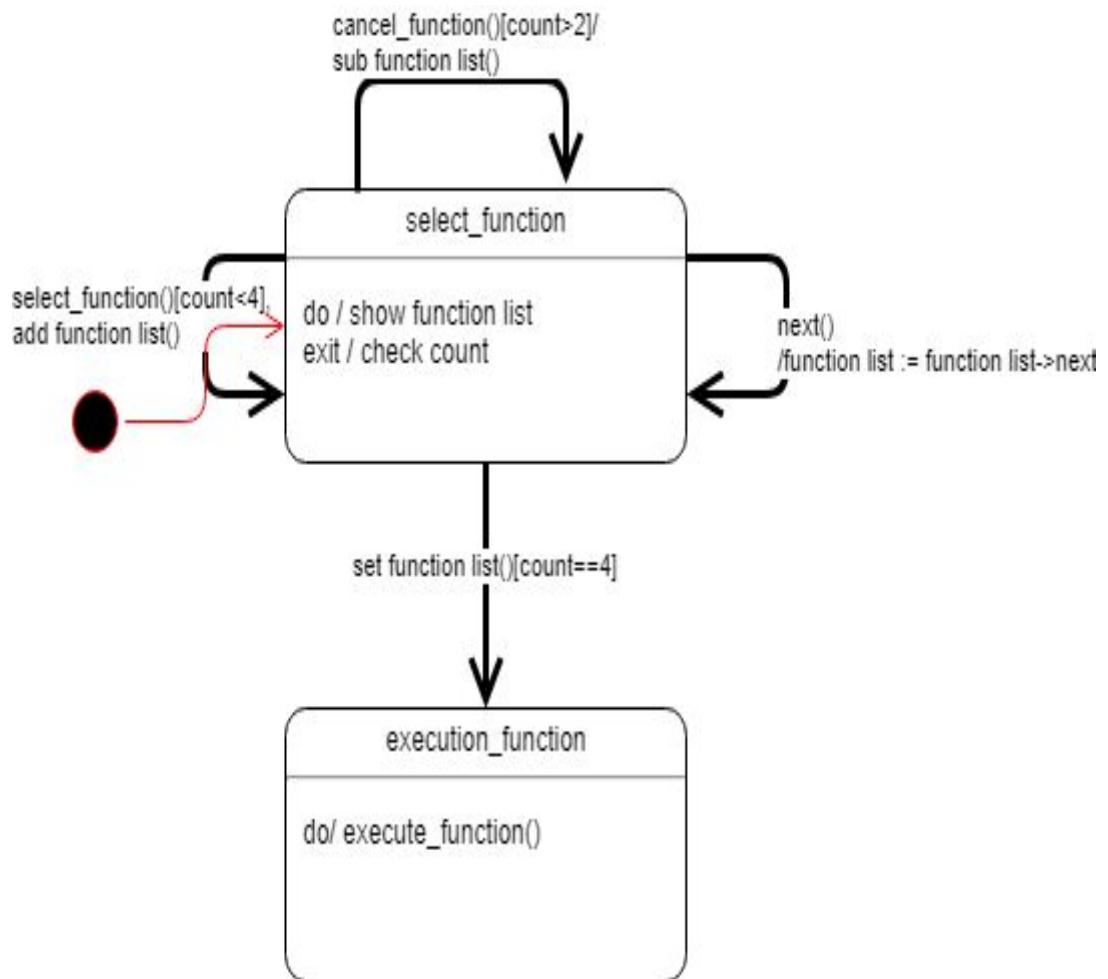 cancel_function()[count>2]/
sub function list()
select_function
select_function()[count<4],
add function list()
do / show function list
exit / check count
next()
/function list := function list->next
set function list()[count==4]
execution_function
do/ execute_function()